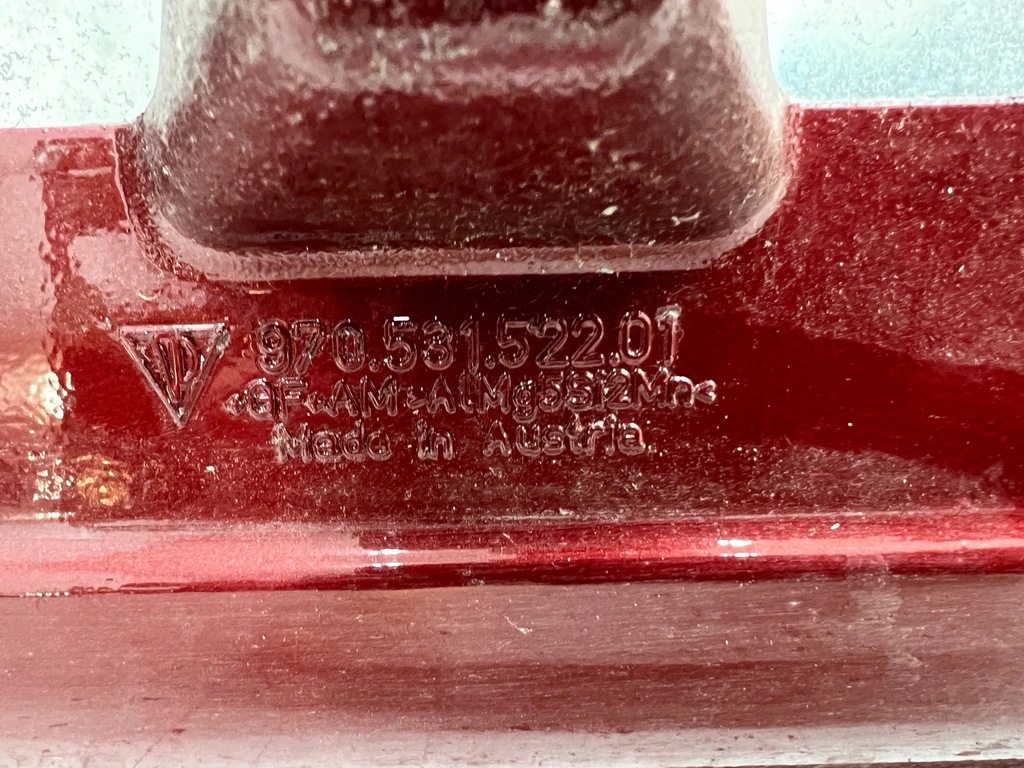 970.531.522.01
«GF«AM >AlMg5Si2Mn<
Made in Austria